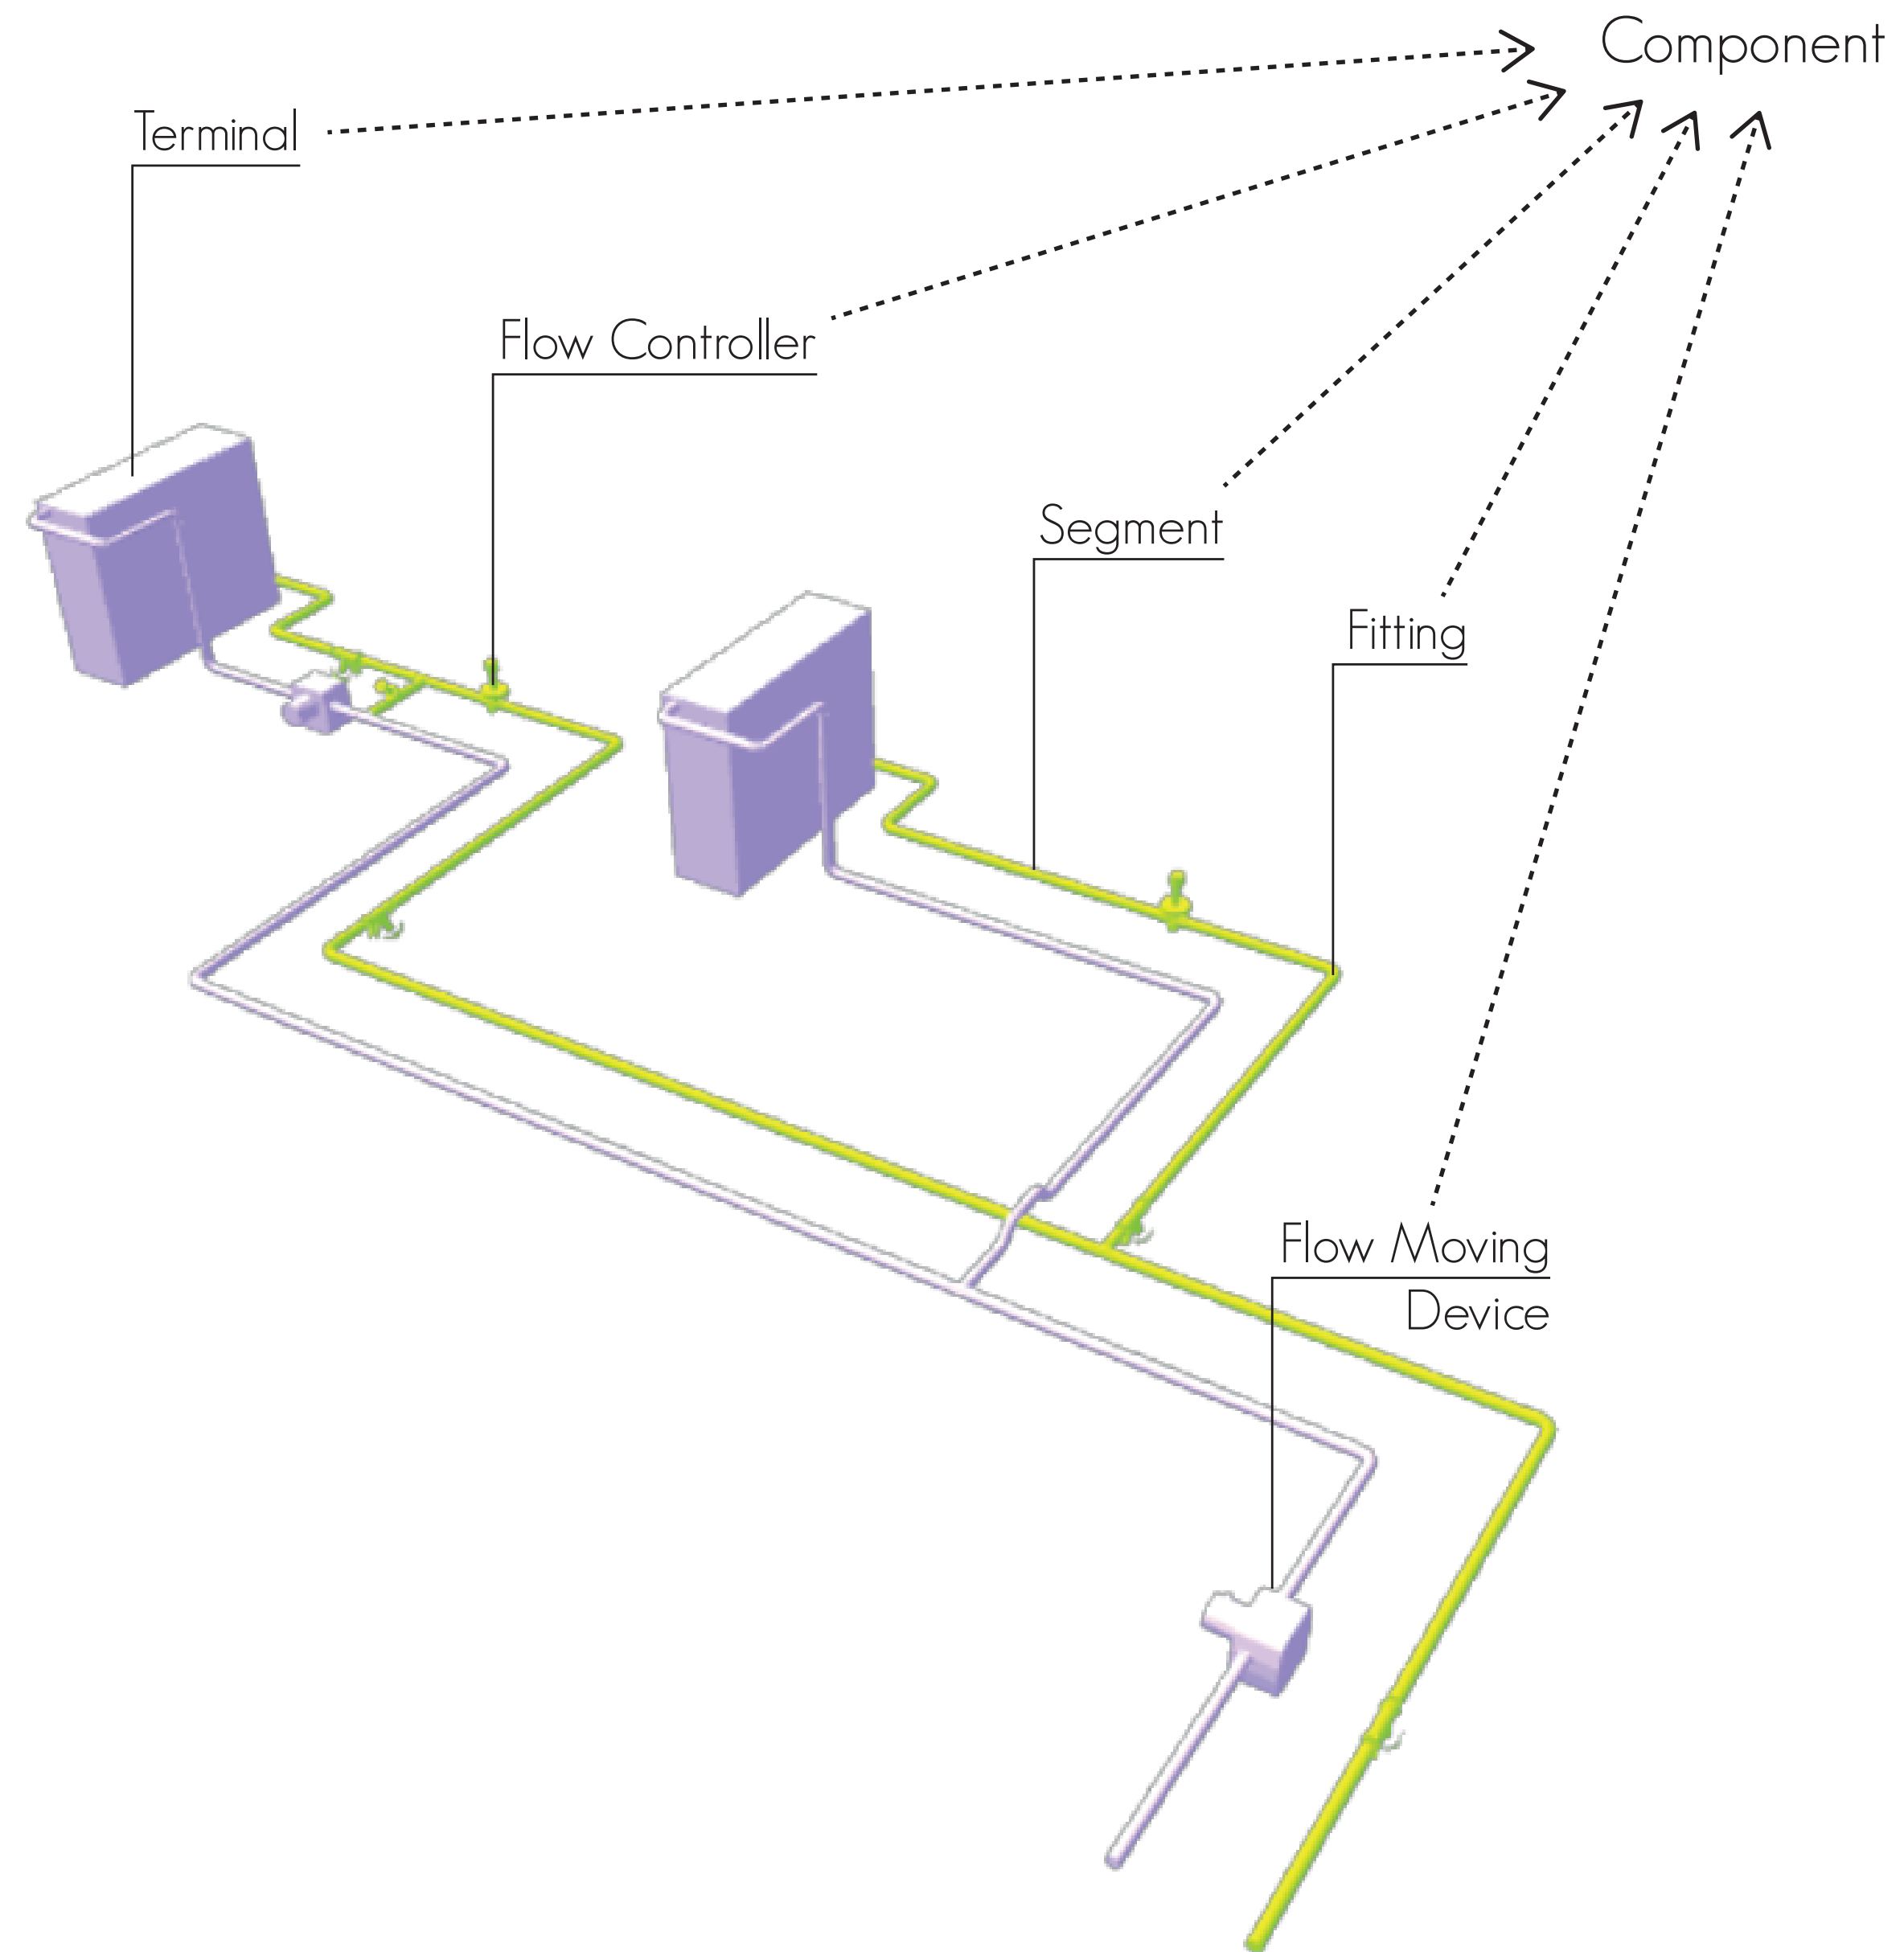 Component
Terminal
Flow Controller
Segment
Fitting
Flow Moving
Device